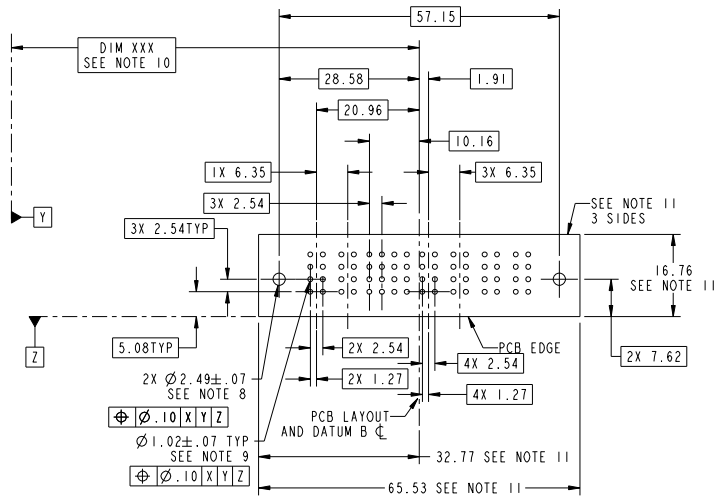 57.15
DIM XXX
SEE NOTE 10
28.58
1.91
20.96
10.16
1X 6.35
3X 6.35
3X 2.54
SEE NOTE 11
3 SIDES
Y
3X 2.54TYP
16.76
SEE NOTE 11
Z
5.08TYP
2X 2.54
PCB EDGE
2X 7.62
4X 2.54
2X Ø2.49±.07
SEE NOTE 8
2X 1.27
4X 1.27
⌖ Ø.10 X Y Z
PCB LAYOUT
AND DATUM B ℄
Ø1.02±.07 TYP
SEE NOTE 9
⌖ Ø.10 X Y Z
32.77 SEE NOTE 11
65.53 SEE NOTE 11